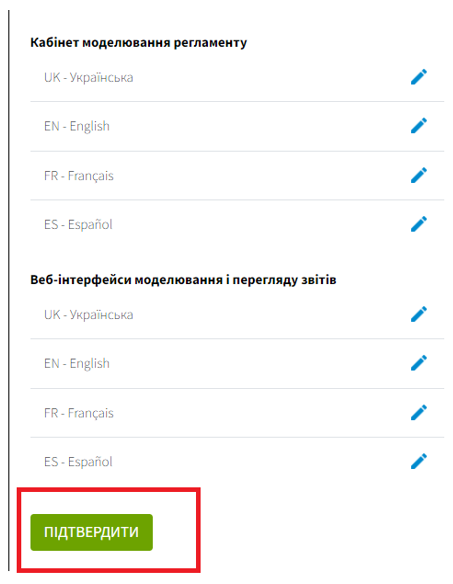 Кабінет моделювання регламенту
UK - Українська
EN - English
FR - Français
ES - Español
Веб-інтерфейси моделювання і перегляду звітів
UK - Українська
EN - English
FR - Français
ES - Español
ПІДТВЕРДИТИ